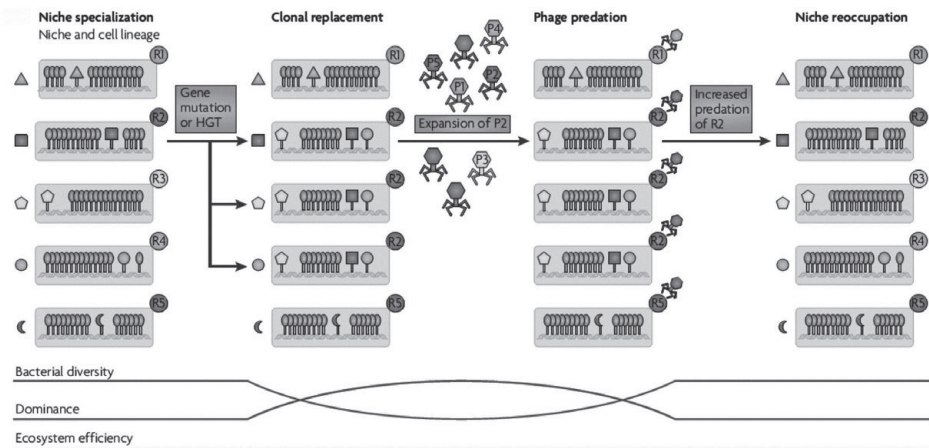 Niche specialization
Niche and cell lineage
Clonal replacement
Phage predation
Niche reoccupation
R1
R1
P4
P5
P1
P2
R1
R1
Gene
mutation
or HGT
Expansion of P2
Increased
predation
of R2
R2
R2
R2
R2
R3
R2
P3
R2
R3
R4
R2
R2
R4
R5
R5
R5
R5
Bacterial diversity
Dominance
Ecosystem efficiency